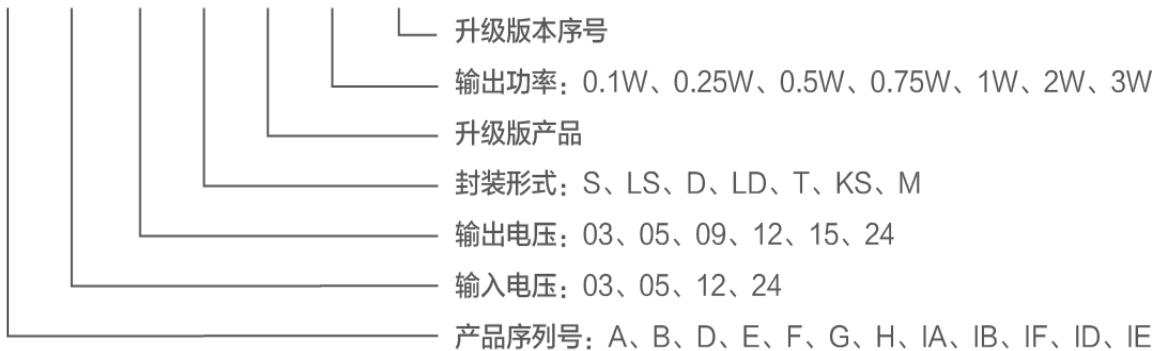 升级版本序号
输出功率：0.1W、0.25W、0.5W、0.75W、1W、2W、3W
升级版产品
封装形式：S、LS、D、LD、T、KS、M
输出电压：03、05、09、12、15、24
输入电压：03、05、12、24
产品序列号：A、B、D、E、F、G、H、IA、IB、IF、ID、IE